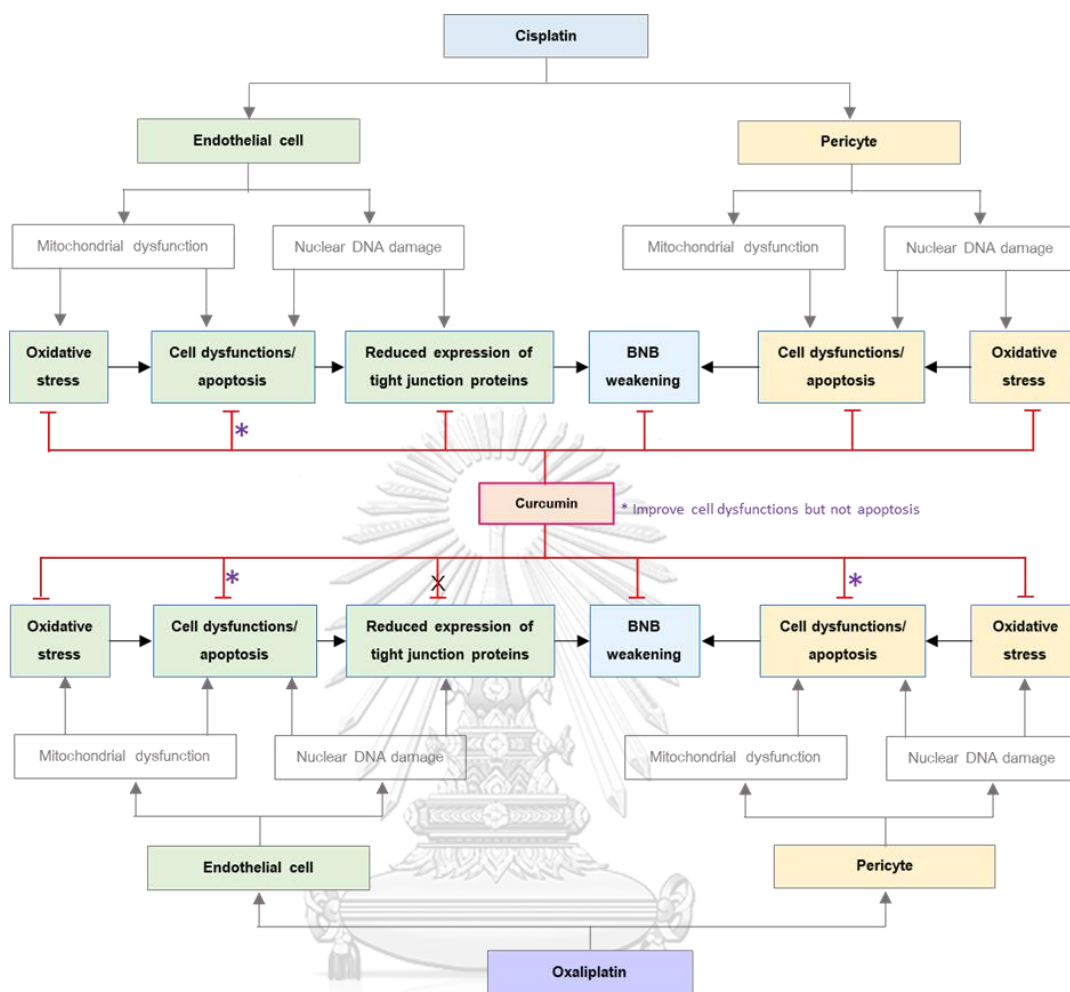 Cisplatin
Endothelial cell
Pericyte
Mitochondrial dysfunction
Nuclear DNA damage
Mitochondrial dysfunction
Nuclear DNA damage
Oxidative
stress
Cell dysfunctions/
apoptosis
Reduced expression of
tight junction proteins
BNB
weakening
Cell dysfunctions/
apoptosis
Oxidative
stress
*
Curcumin
* Improve cell dysfunctions but not apoptosis
*
X
*
Oxidative
stress
Cell dysfunctions/
apoptosis
Reduced expression of
tight junction proteins
BNB
weakening
Cell dysfunctions/
apoptosis
Oxidative
stress
Mitochondrial dysfunction
Nuclear DNA damage
Mitochondrial dysfunction
Nuclear DNA damage
Endothelial cell
Pericyte
Oxaliplatin